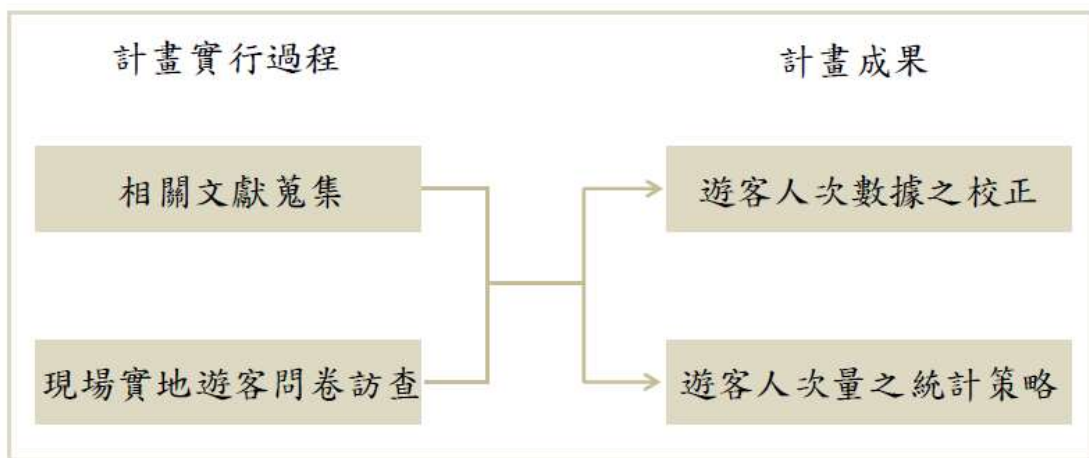 計畫實行過程
計畫成果
相關文獻蒐集
遊客人次數據之校正
現場實地遊客問卷訪查
遊客人次量之統計策略